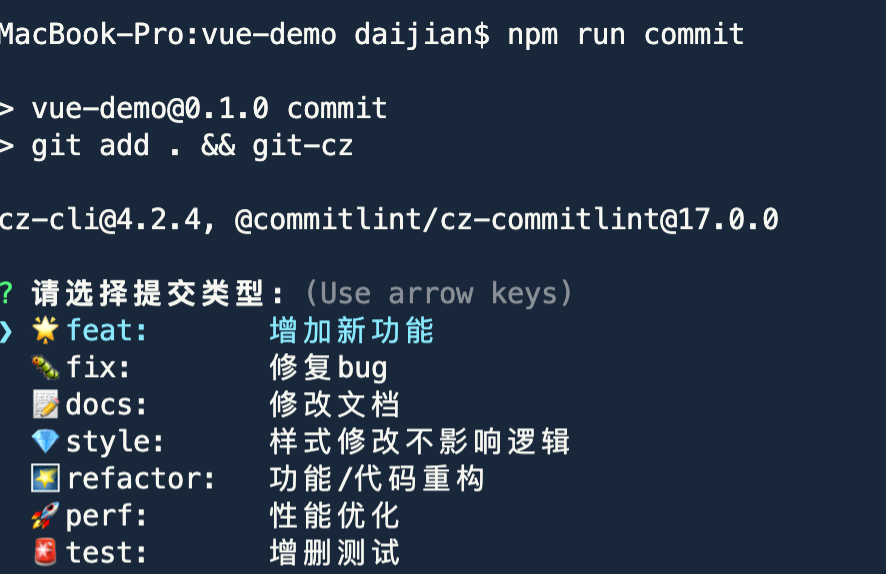 MacBook-Pro:vue-demo daijian$ npm run commit
> vue-demo@0.1.0 commit
> git add . && git-cz
cz-cli@4.2.4, @commitlint/cz-commitlint@17.0.0
? 请选择提交类型: (Use arrow keys)
❯ 🌟feat: 增加新功能
🐛fix: 修复bug
📝docs: 修改文档
💎style: 样式修改不影响逻辑
🎇refactor: 功能/代码重构
🚀perf: 性能优化
🚨test: 增删测试